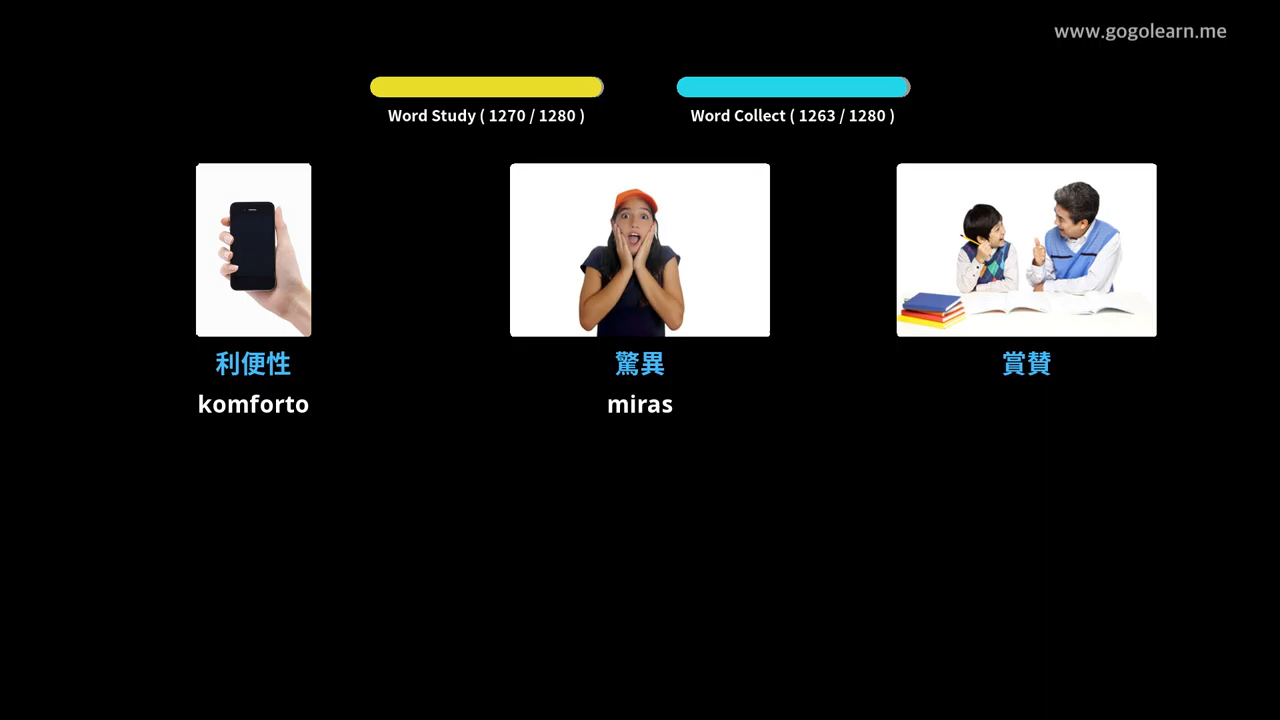 www.gogolearn.me
Word Study ( 1270 / 1280 )
Word Collect ( 1263 / 1280 )
利便性
驚異
賞賛
komforto
miras